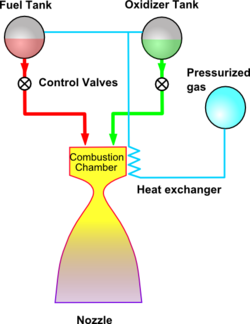 Fuel Tank
Oxidizer Tank
Control Valves
Pressurized
gas
Combustion
Chamber
Heat exchanger
Nozzle